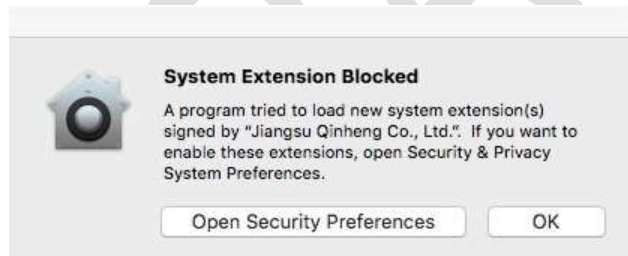 System Extension Blocked
A program tried to load new system extension(s)
signed by "Jiangsu Qinheng Co., Ltd.". If you want to
enable these extensions, open Security & Privacy
System Preferences.
Open Security Preferences
OK